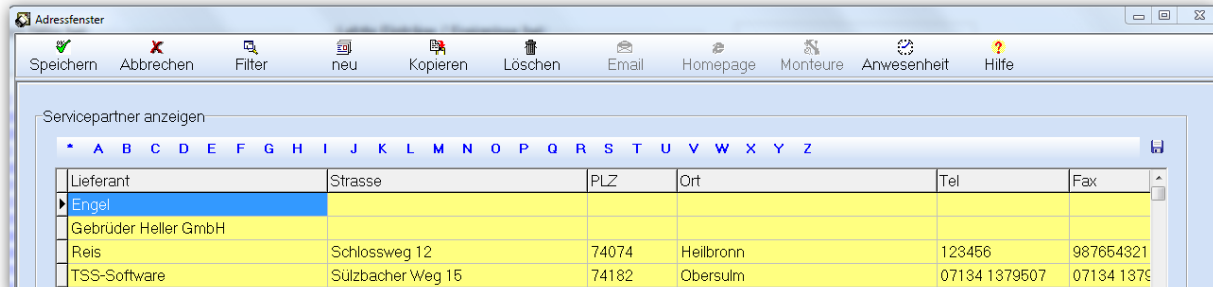 Adressfenster
Speichern Abbrechen Filter neu Kopieren Löschen Email Homepage Monteure Anwesenheit Hilfe
Servicepartner anzeigen
* A B C D E F G H I J K L M N O P Q R S T U V W X Y Z
Lieferant Strasse PLZ Ort Tel Fax
Engel
Gebrüder Heller GmbH
Reis Schlossweg 12 74074 Heilbronn 123456 987654321
TSS-Software Sülzbacher Weg 15 74182 Obersulm 07134 1379507 07134 1379